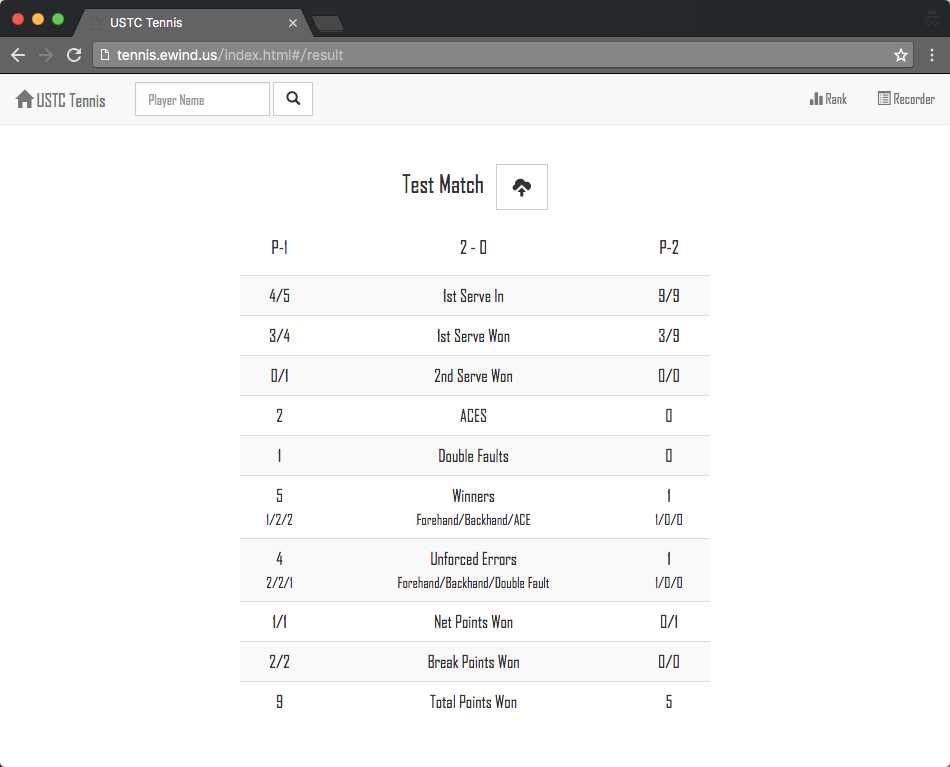 USTC Tennis
tennis.ewind.us/index.html#/result
USTC Tennis Player Name Rank Recorder
Test Match
P-1 2 - 0 P-2
4/5 1st Serve In 9/9
3/4 1st Serve Won 3/9
0/1 2nd Serve Won 0/0
2 ACES 0
1 Double Faults 0
5 Winners 1
1/2/2 Forehand/Backhand/ACE 1/0/0
4 Unforced Errors 1
2/2/1 Forehand/Backhand/Double Fault 1/0/0
1/1 Net Points Won 0/1
2/2 Break Points Won 0/0
9 Total Points Won 5